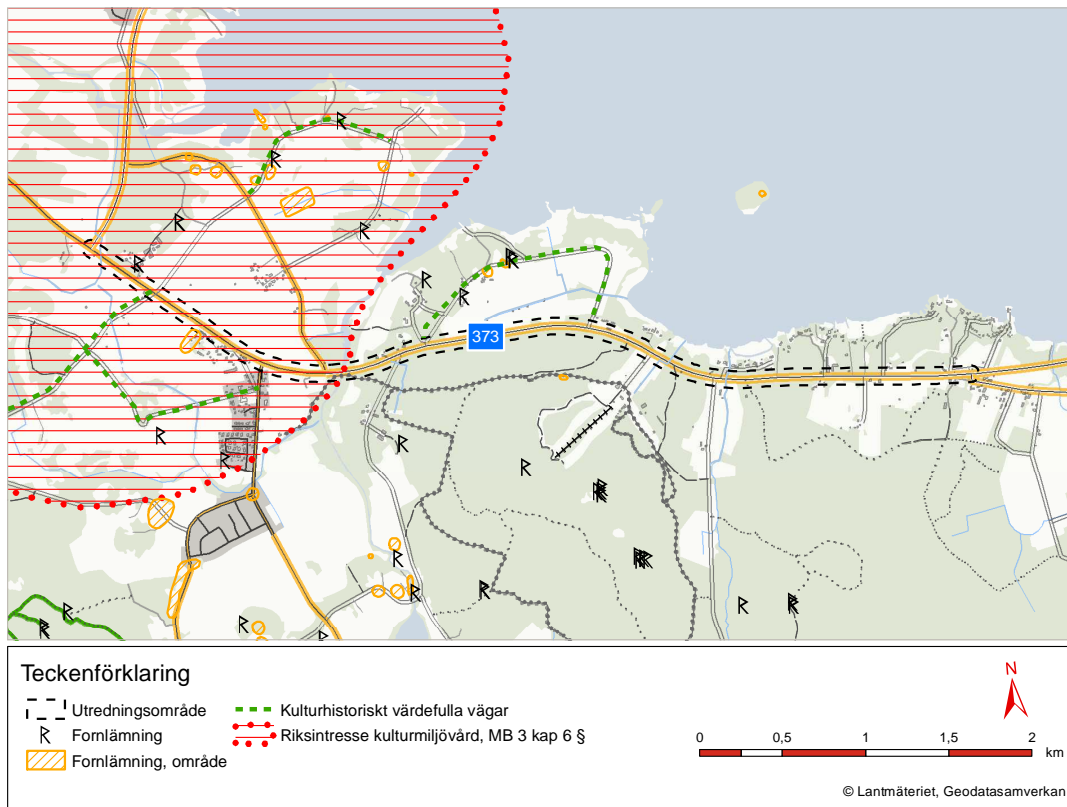 373
Teckenförklaring
Utredningsområde
Fornlämning
Fornlämning, område
Kulturhistoriskt värdefulla vägar
Riksintresse kulturmiljövård, MB 3 kap 6 §
N
0 0,5 1 1,5 2
km
© Lantmäteriet, Geodatasamverkan